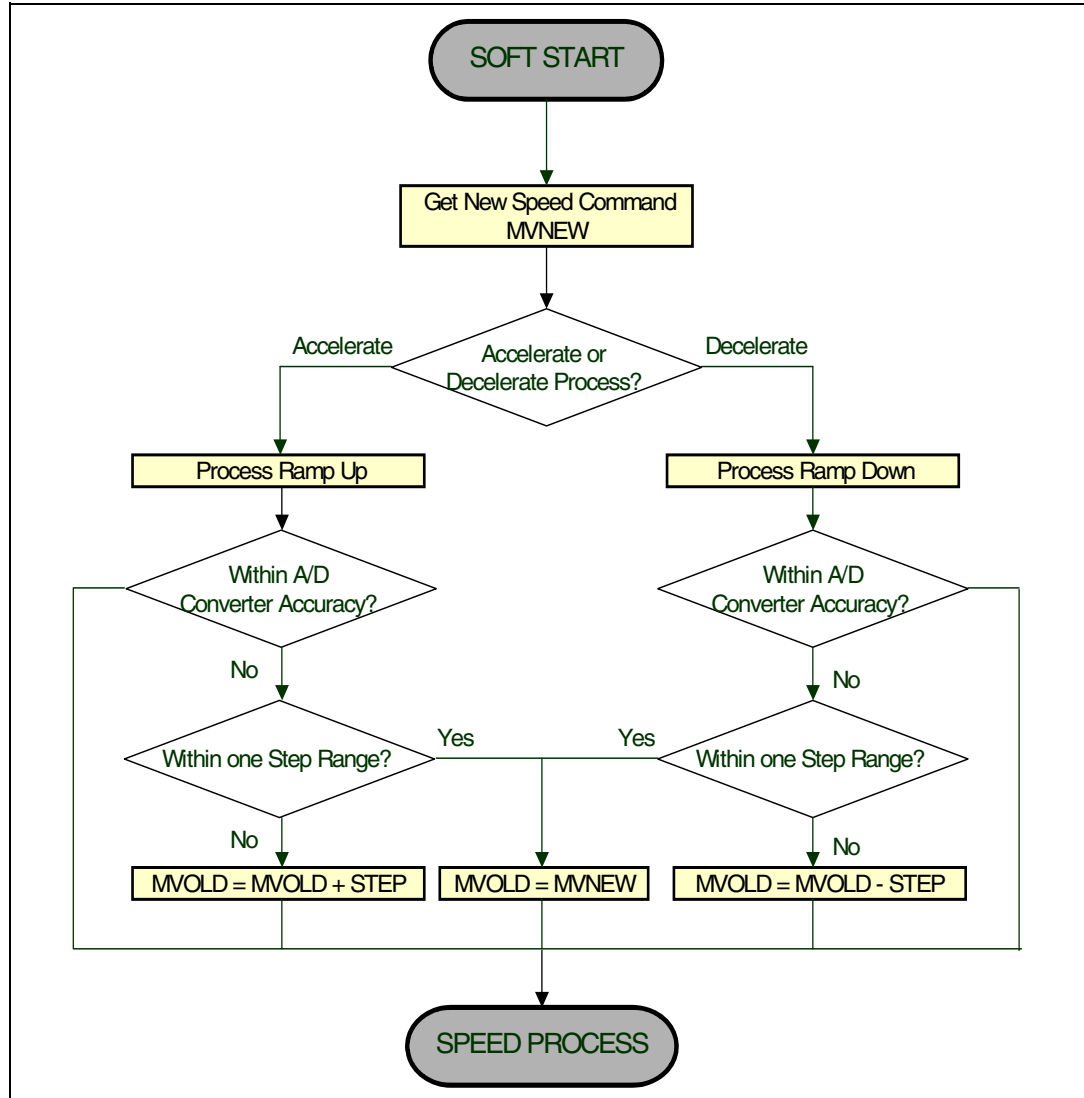 SOFT START
Get New Speed Command
MVNEW
Accelerate
Accelerate or
Decelerate Process?
Decelerate
Process Ramp Up
Process Ramp Down
Within A/D
Converter Accuracy?
Within A/D
Converter Accuracy?
No
No
Within one Step Range?
Yes
Yes
Within one Step Range?
No
No
MVOLD = MVOLD + STEP
MVOLD = MVNEW
MVOLD = MVOLD - STEP
SPEED PROCESS